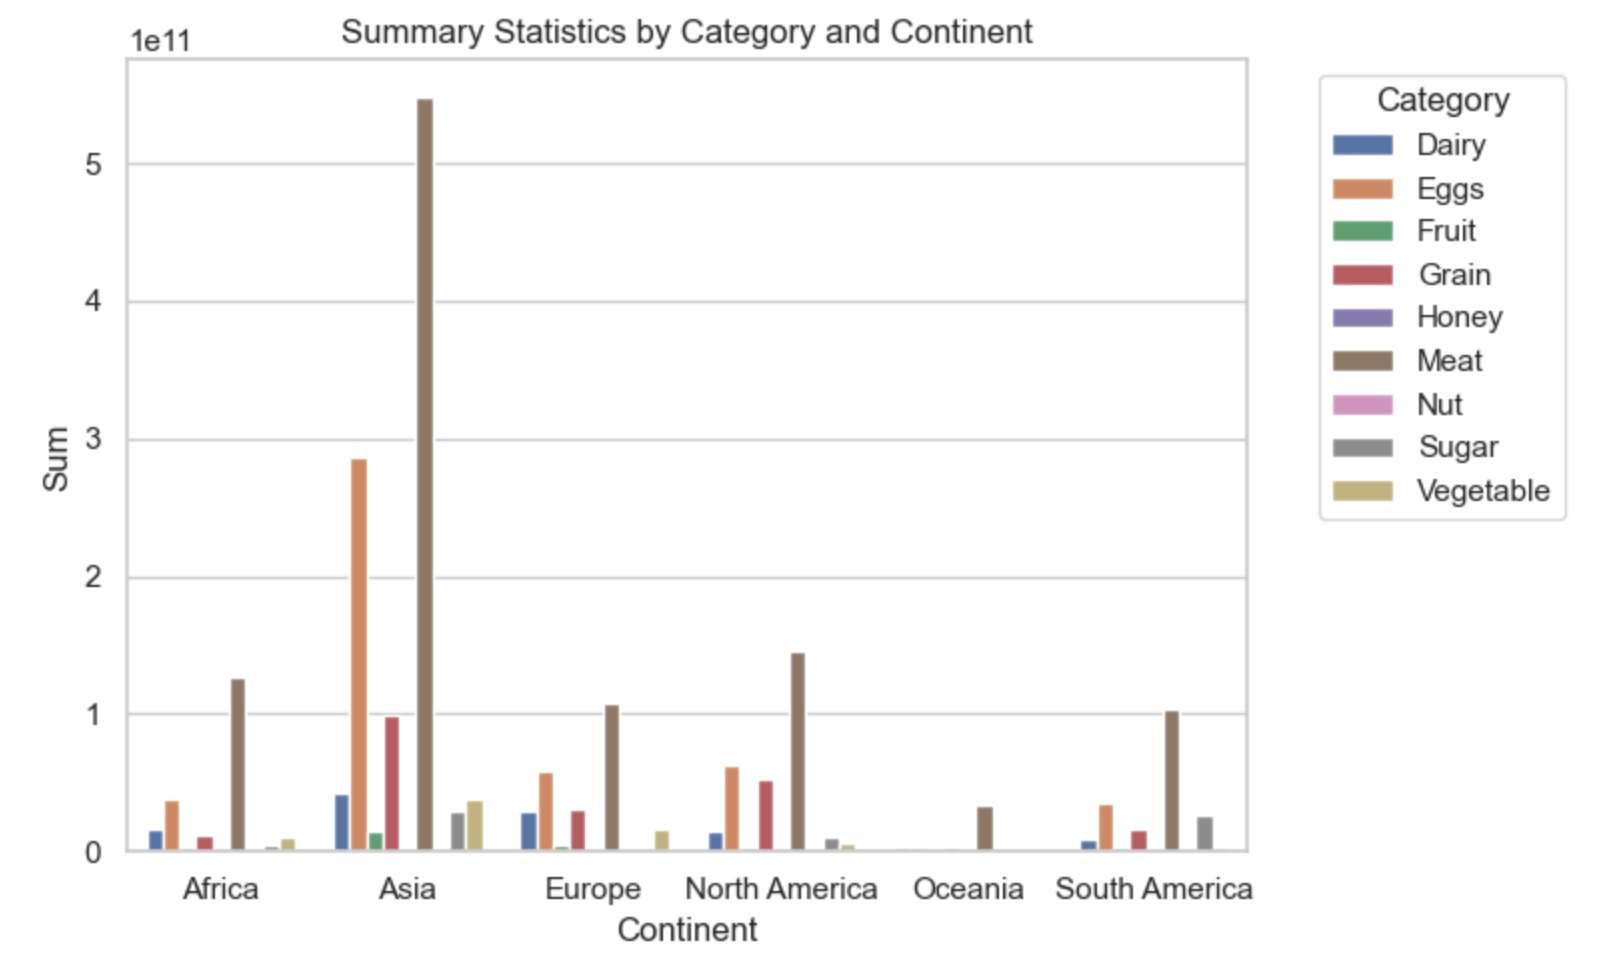 Summary Statistics by Category and Continent
1e11
5
4
3
2
1
0
Sum
Africa
Asia
Europe
North America
Oceania
South America
Continent
Category
Dairy
Eggs
Fruit
Grain
Honey
Meat
Nut
Sugar
Vegetable